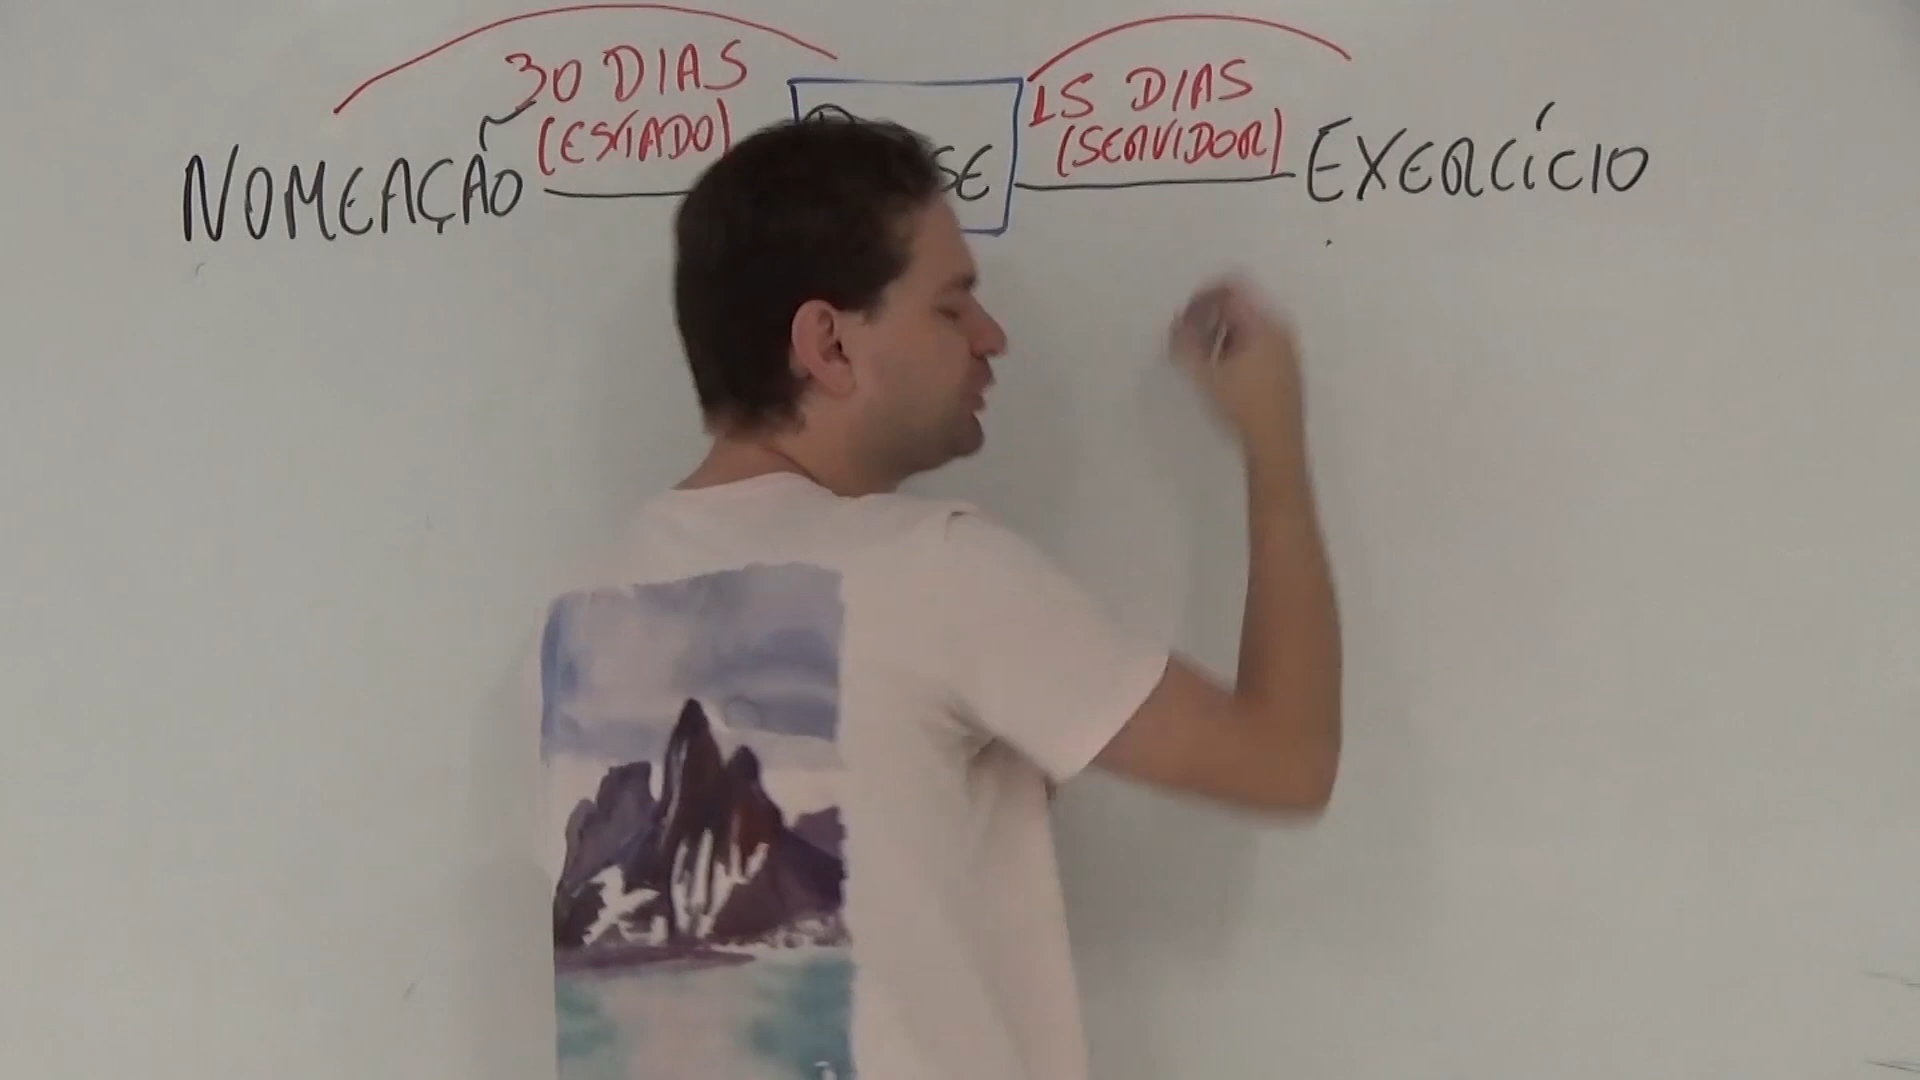 30 DIAS
(ESTADO)
15 DIAS
(SERVIDOR)
NOMEAÇÃO
EXERCÍCIO